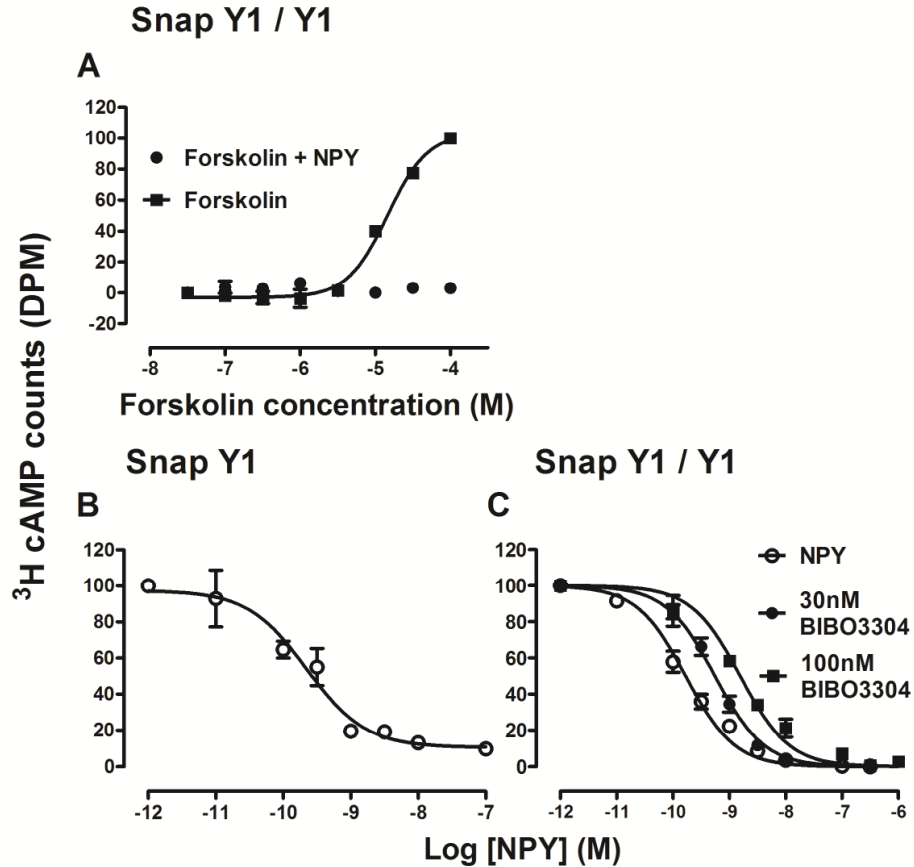 Snap Y1 / Y1
A
120
100
80
60
40
20
0
-20
Forskolin + NPY
Forskolin
-8 -7 -6 -5 -4
Forskolin concentration (M)
³H cAMP counts (DPM)
Snap Y1
B
120
100
80
60
40
20
0
-12 -11 -10 -9 -8 -7
Snap Y1 / Y1
C
120
100
80
60
40
20
0
NPY
30nM
BIBO3304
100nM
BIBO3304
-12 -11 -10 -9 -8 -7 -6
Log [NPY] (M)